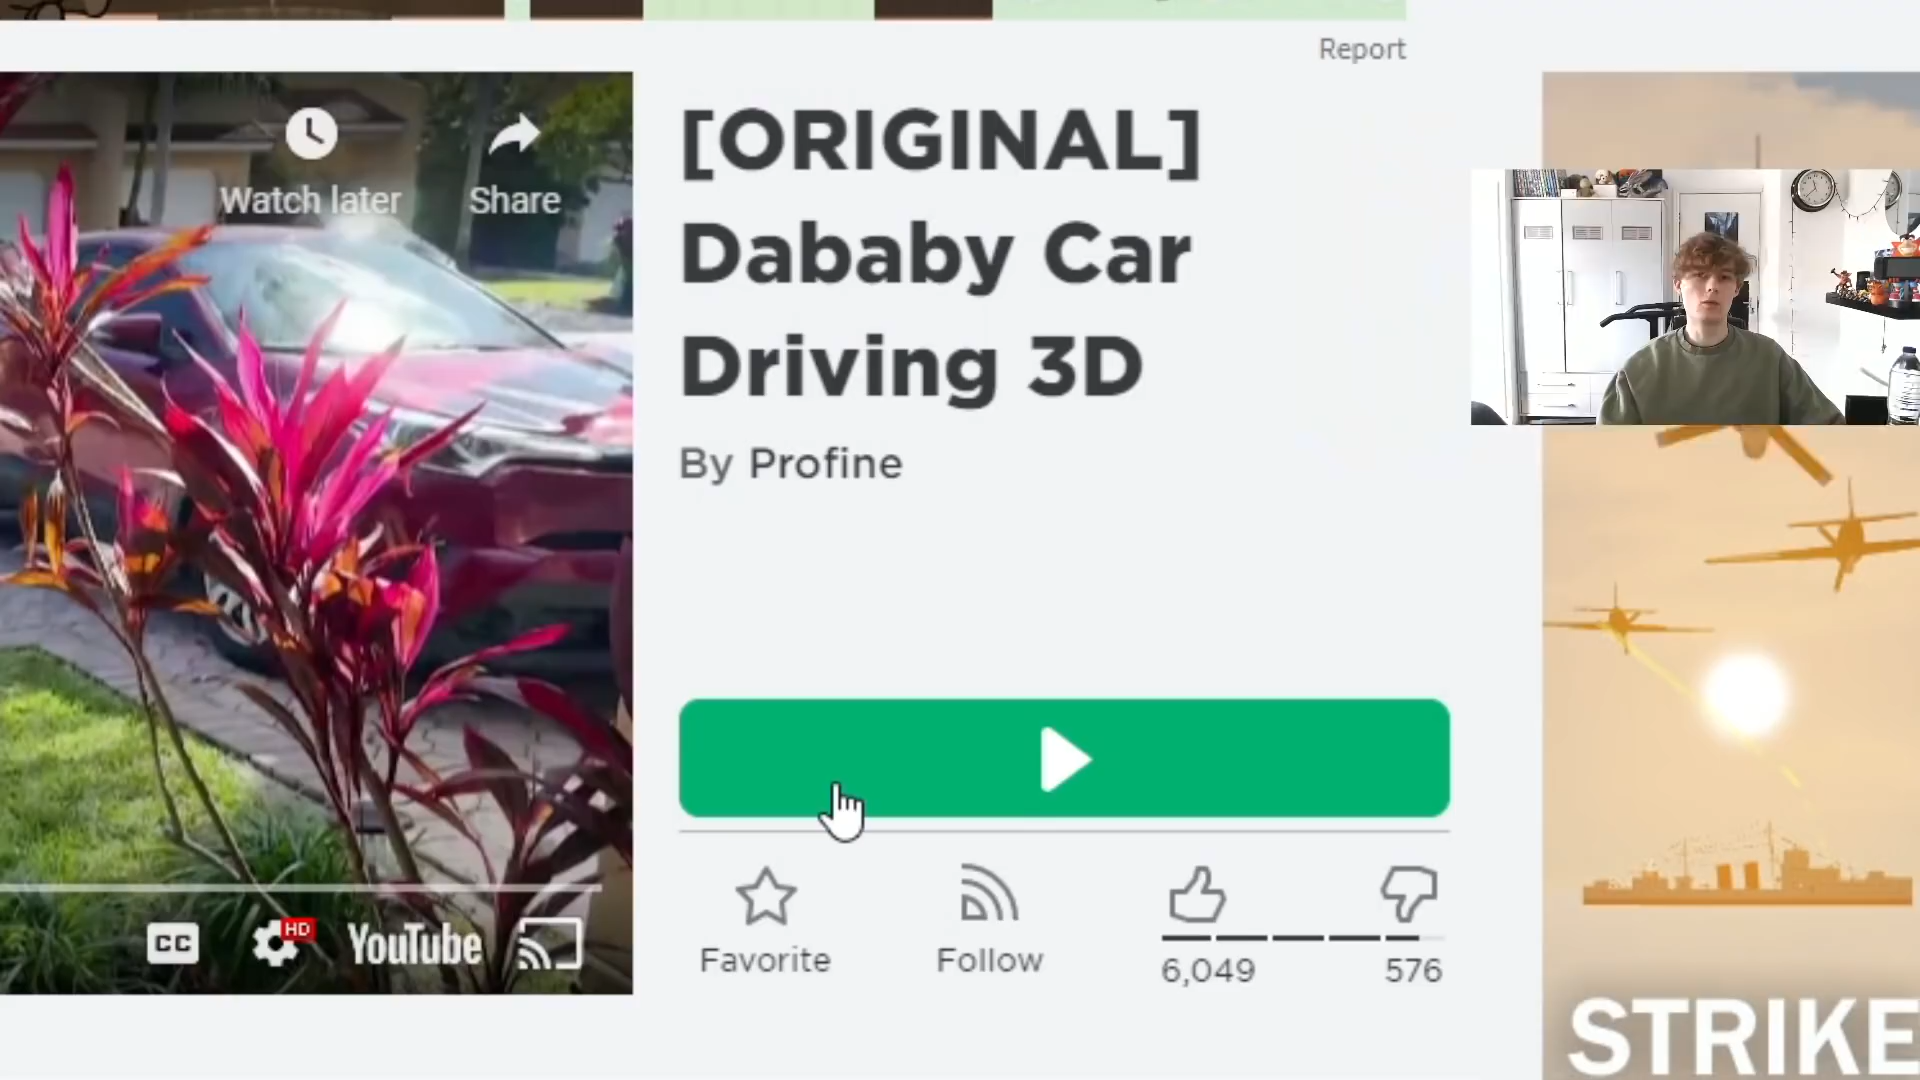 Report
Watch later
Share
[ORIGINAL]
Dababy Car
Driving 3D
By Profine
CC
HD
YouTube
Favorite
Follow
6,049
576
STRIKE